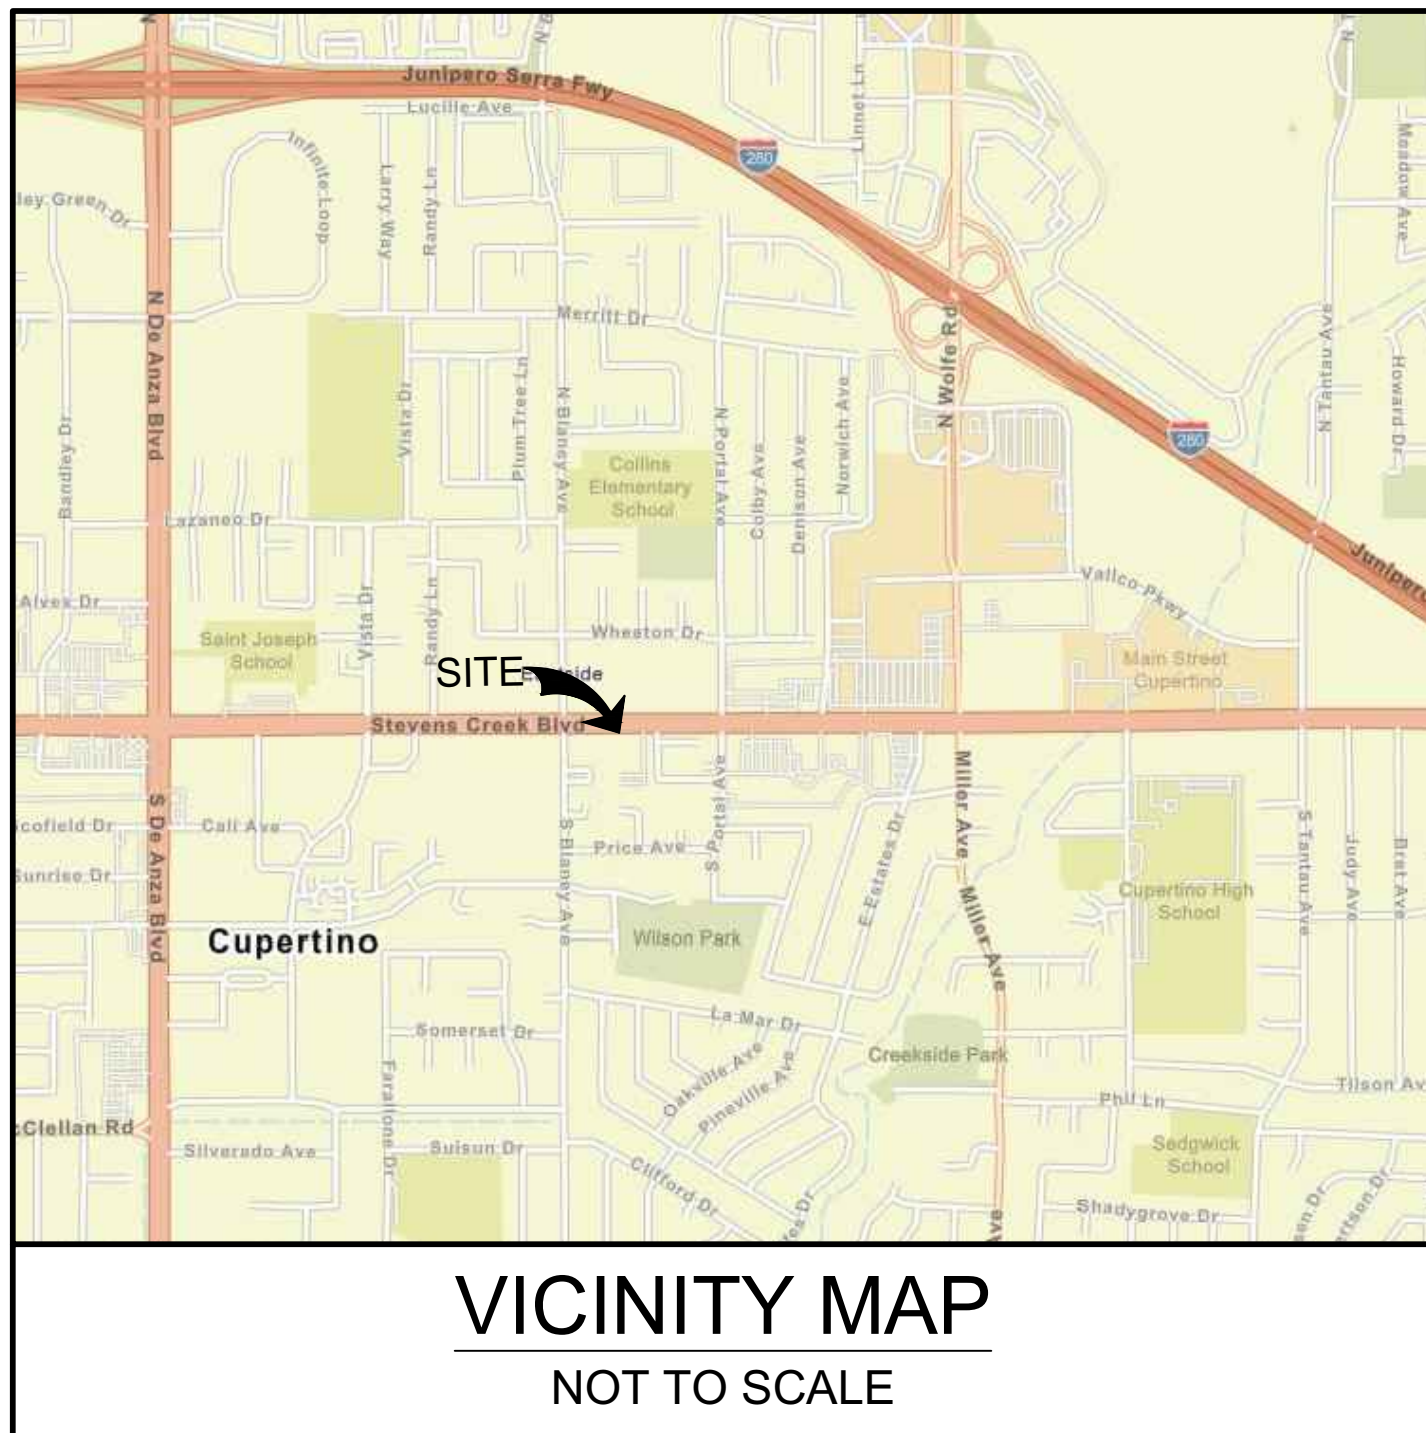 Junipero Serra Fwy
Lucille Ave
Linnet Ln
280
Infinite Loop
Larry Way
Randy Ln
Meadow Ave
ley Green Dr
N De Anza Blvd
Merritt Dr
N Wolfe Rd
N Tantau Ave
Howard Dr
Bandley Dr
Vista Dr
Plum Tree Ln
N Blaney Ave
N Portal Ave
Colby Ave
Denison Ave
Norwich Ave
280
Collins
Elementary
School
Lazaneo Dr
Junipero
Vallco Pkwy
Alves Dr
Vista Dr
Randy Ln
Saint Joseph
School
Wheaton Dr
Main Street
Cupertino
SITE
Stevens Creek Blvd
Miller Ave
S Portal Ave
S De Anza Blvd
cofield Dr
Cali Ave
S Blaney Ave
Price Ave
E Estates Dr
S Tantau Ave
Judy Ave
Bret Ave
Sunrise Dr
Cupertino High
School
Miller Ave
Cupertino
Wilson Park
La Mar Dr
Somerset Dr
Creekside Park
Oakville Ave
Pineville Ave
Farallone Dr
Tilson Av
Phil Ln
cClellan Rd
Silverado Ave
Suisun Dr
Sedgwick
School
Clifford Dr
Shadygrove Dr
Ave
VICINITY MAP
NOT TO SCALE